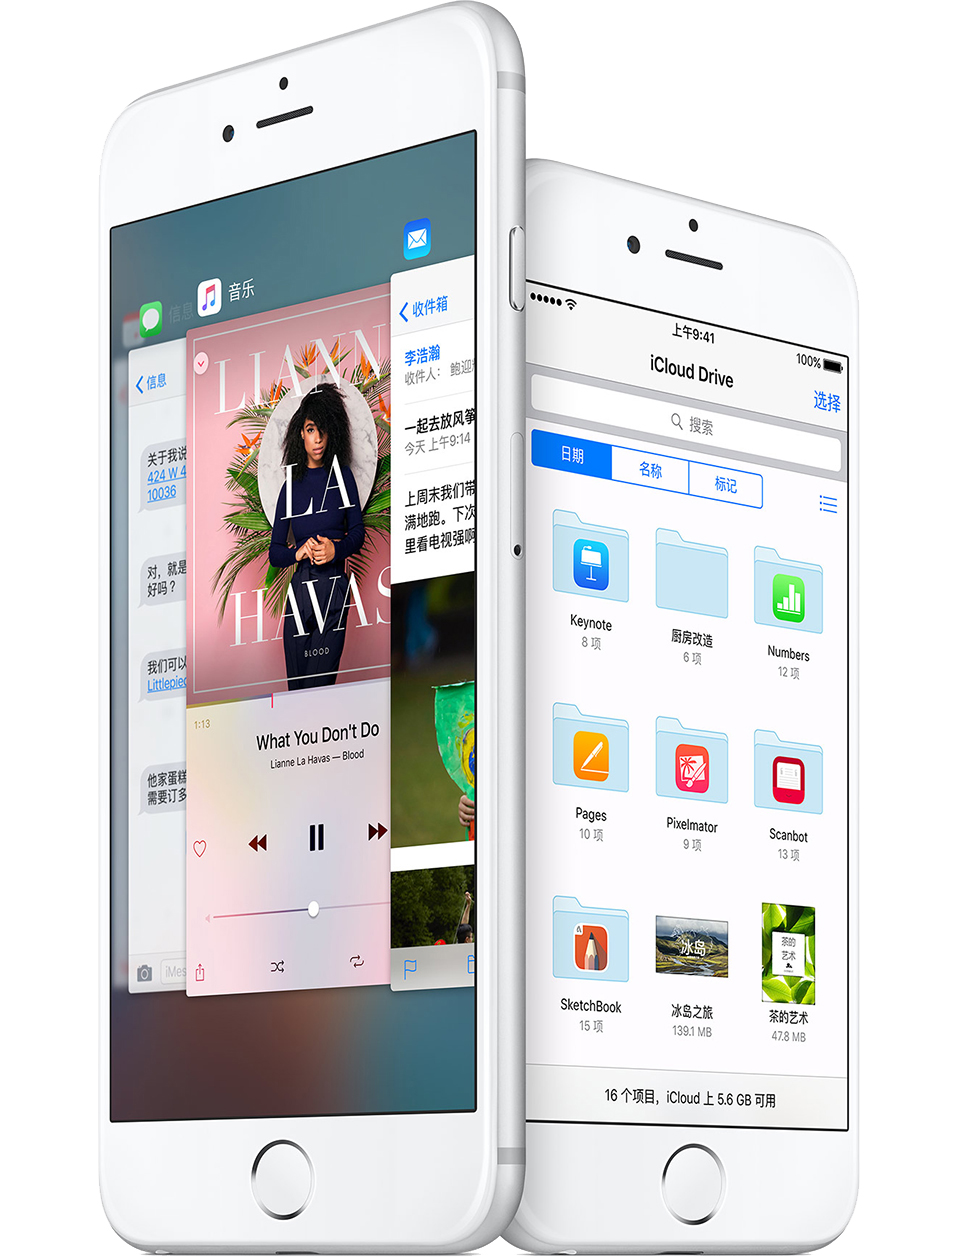 信息
音乐
信息
关于我说
424 W 4
10036
对，就是
好吗？
我们可以
Littlepiec
他家蛋糕
需要订多
iMes
LIANN
LA
HAVAS
BLOOD
1:13
What You Don't Do
Lianne La Havas — Blood
收件箱
李浩瀚
收件人： 鲍迎
一起去放风筝
今天 上午9:14
上周末我们带
满地跑。下次
里看电视强啊
上午9:41
100%
iCloud Drive
选择
搜索
日期
名称
标记
Keynote
8 项
厨房改造
6 项
Numbers
12 项
Pages
10 项
Pixelmator
9 项
Scanbot
13 项
SketchBook
15 项
冰岛
冰岛之旅
139.1 MB
茶的
艺术
茶的艺术
47.8 MB
16 个项目，iCloud 上 5.6 GB 可用